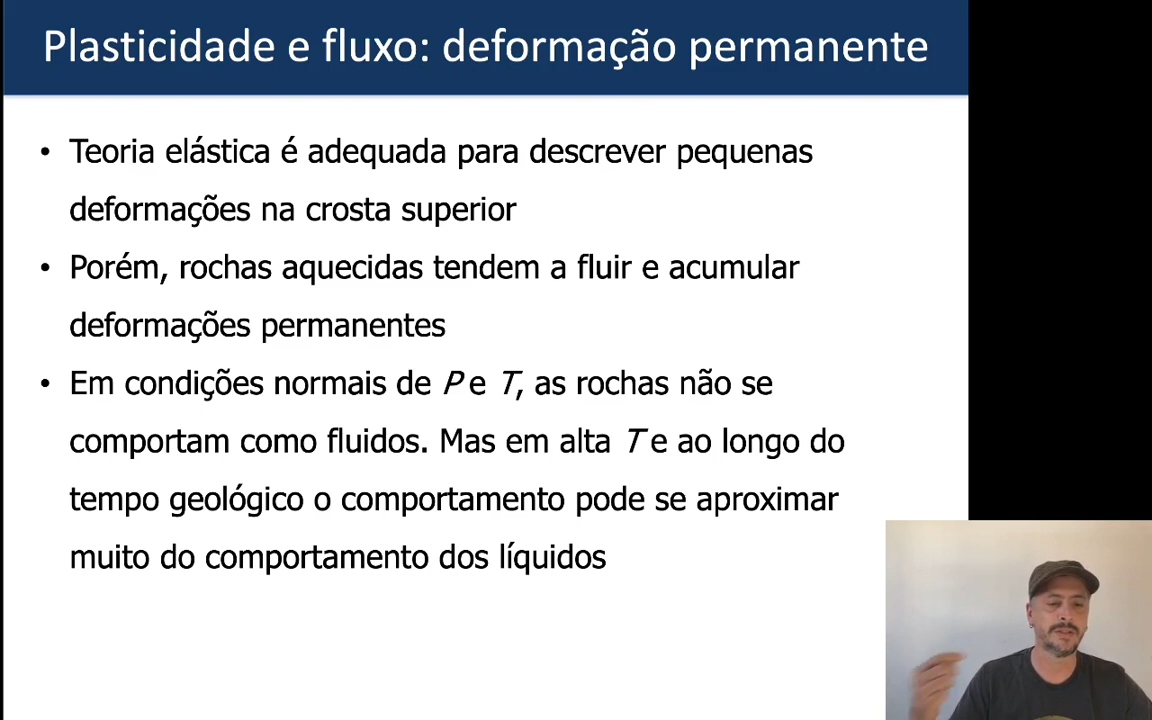 Plasticidade e fluxo: deformação permanente
• Teoria elástica é adequada para descrever pequenas
deformações na crosta superior
• Porém, rochas aquecidas tendem a fluir e acumular
deformações permanentes
• Em condições normais de P e T, as rochas não se
comportam como fluidos. Mas em alta T e ao longo do
tempo geológico o comportamento pode se aproximar
muito do comportamento dos líquidos